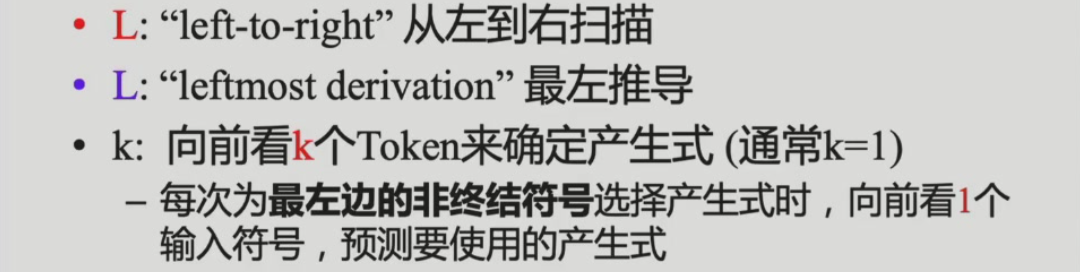 • L: “left-to-right” 从左到右扫描
• L: “leftmost derivation” 最左推导
• k: 向前看k个Token来确定产生式 (通常k=1)
– 每次为最左边的非终结符号选择产生式时，向前看1个
输入符号，预测要使用的产生式